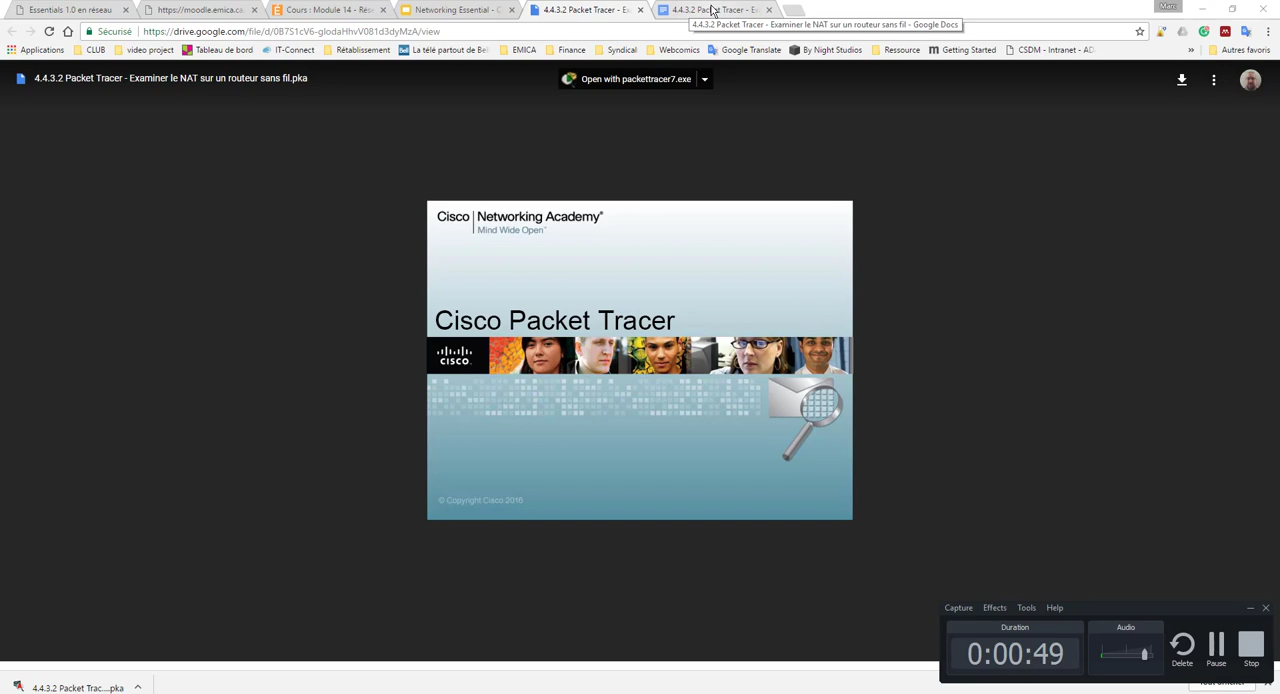 Essentials 1.0 en réseau
https://moodle.emica.ca
Cours : Module 14 - Rés
Networking Essential - C
4.4.3.2 Packet Tracer - Ex
4.4.3.2 Packet Tracer - Ex
Marc
4.4.3.2 Packet Tracer - Examiner le NAT sur un routeur sans fil - Google Docs
Sécurisé
https://drive.google.com/file/d/0B7S1cV6-glodaHhvV081d3dyMzA/view
Applications
CLUB
video project
Tableau de bord
IT-Connect
Rétablissement
La télé partout de Bel
EMICA
Finance
Syndical
Webcomics
Google Translate
By Night Studios
Ressource
Getting Started
CSDM - Intranet - AD
»
Autres favoris
4.4.3.2 Packet Tracer - Examiner le NAT sur un routeur sans fil.pka
Open with packettracer7.exe
Cisco Networking Academy®
Mind Wide Open™
Cisco Packet Tracer
CISCO
© Copyright Cisco 2016
Capture Effects Tools Help
Duration
Audio
0:00:49
Delete
Pause
Stop
4.4.3.2 Packet Trac....pka